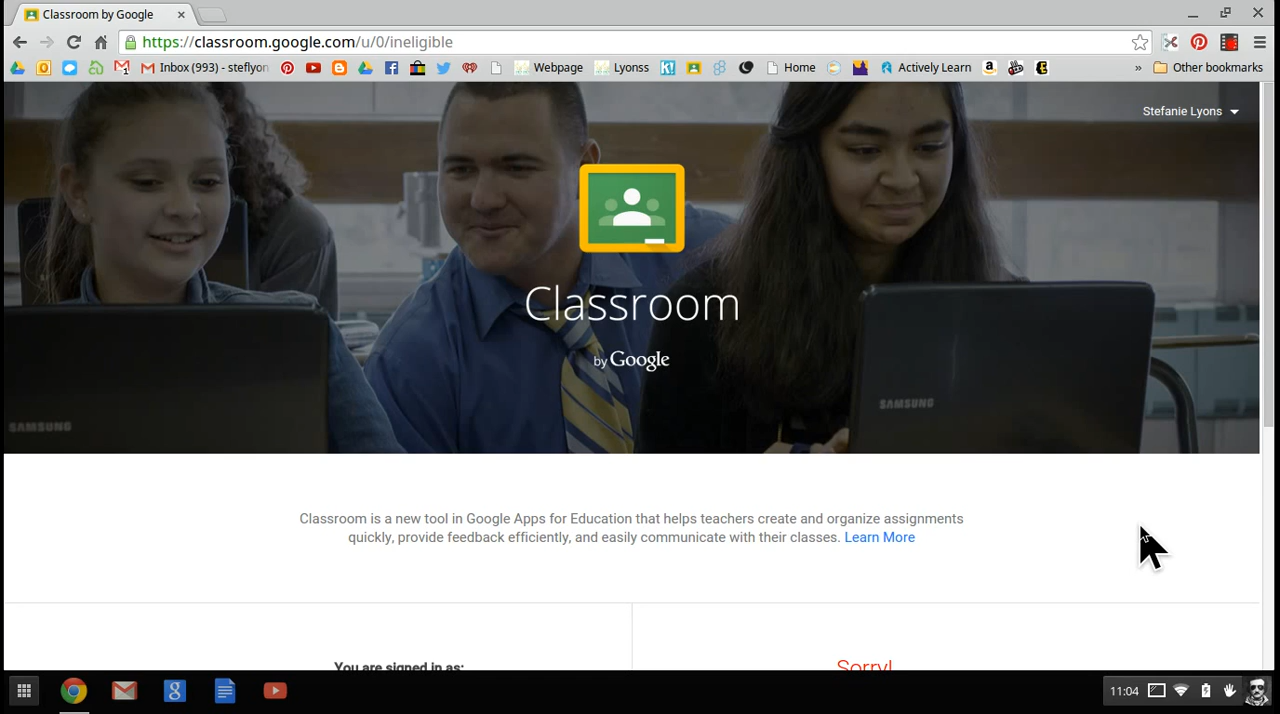 Classroom by Google
https://classroom.google.com/u/0/ineligible
Inbox (993) - steflyon
Webpage
Lyonss
Home
Actively Learn
Other bookmarks
Stefanie Lyons
Classroom
by Google
SAMSUNG
SAMSUNG
Classroom is a new tool in Google Apps for Education that helps teachers create and organize assignments
quickly, provide feedback efficiently, and easily communicate with their classes. Learn More
You are signed in as:
Sorry!
11:04